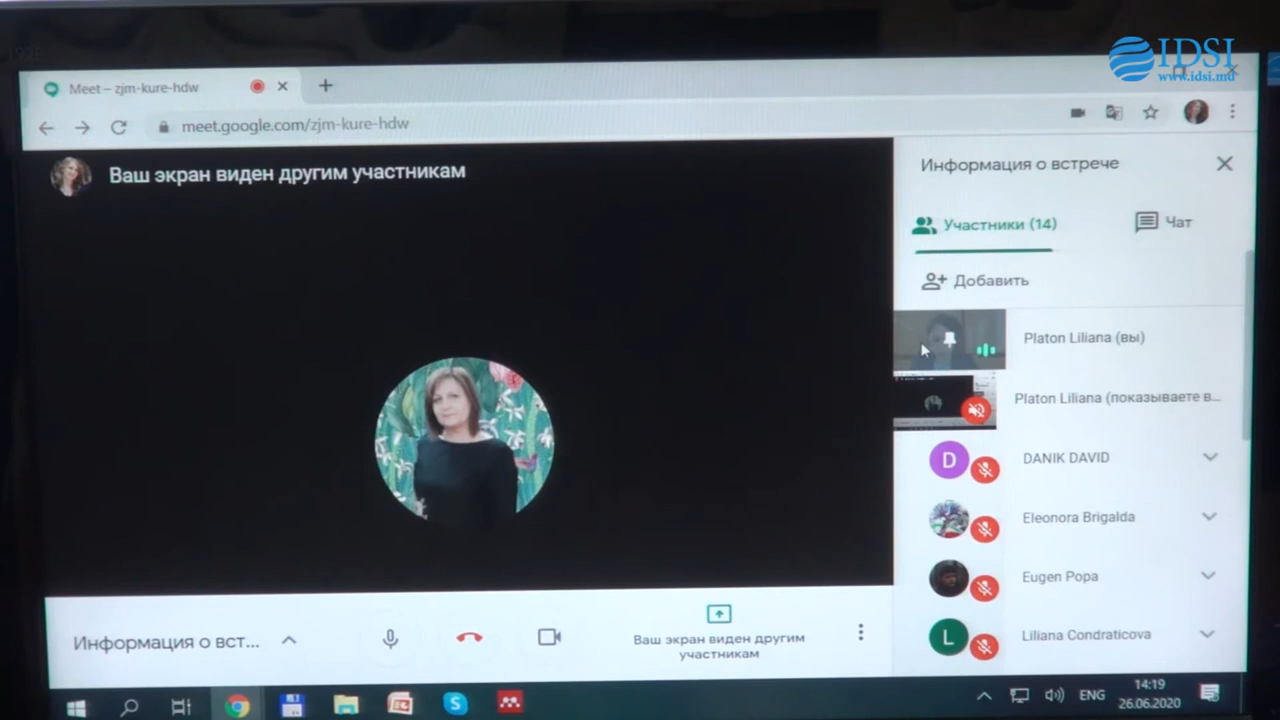 IDSI
www.idsi.md
Meet – zjm-kure-hdw
meet.google.com/zjm-kure-hdw
Ваш экран виден другим участникам
Информация о встрече
Участники (14)
Чат
Добавить
Platon Liliana (вы)
Platon Liliana (показываете в...
D
DANIK DAVID
Eleonora Brigalda
Eugen Popa
L
Liliana Condraticova
Информация о вст...
Ваш экран виден другим
участникам
ENG
14:19
26.06.2020